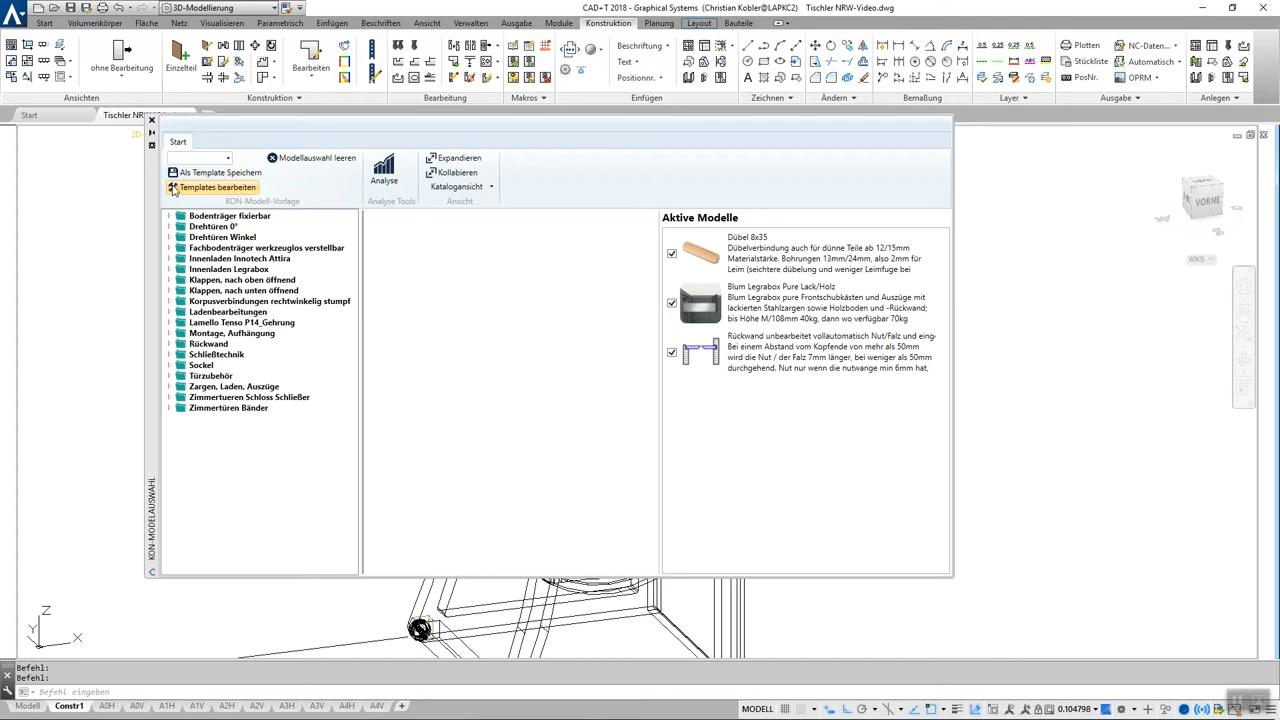 3D-Modellierung
CAD+T 2018 - Graphical Systems (Christian Kobler@LAPKC2) Tischler NRW-Video.dwg
Start Volumenkörper Fläche Netz Visualisieren Parametrisch Einfügen Beschriften Ansicht Verwalten Ausgabe Module Konstruktion Planung Layout Bauteile
ohne Bearbeitung
Einzelteil
Bearbeiten
Beschriftung
Text
Positionnr.
Plotten
Stückliste
PosNr.
NC-Daten...
Automatisch
OPRM
Ansichten Konstruktion Bearbeitung Makros Einfügen Zeichnen Ändern Bemaßung Layer Ausgabe Anlegen
Start
Start
Modellauswahl leeren
Als Template Speichern
Templates bearbeiten
KON-Modell-Vorlage
Analyse
Analyse Tools
Expandieren
Kollabieren
Katalogansicht
Ansicht
Bodenträger fixierbar
Drehtüren 0°
Drehtüren Winkel
Fachbodenträger werkzeuglos verstellbar
Innenladen Innotech Attira
Innenladen Legrabox
Klappen, nach oben öffnend
Klappen, nach unten öffnend
Korpusverbindungen rechtwinkelig stumpf
Ladenbearbeitungen
Lamello Tenso P14_Gehrung
Montage, Aufhängung
Rückwand
Schließtechnik
Sockel
Türzubehör
Zargen, Laden, Auszüge
Zimmertueren Schloss Schließer
Zimmertüren Bänder
Aktive Modelle
Dübel 8x35
Dübelverbindung auch für dünne Teile ab 12/15mm
Materialstärke. Bohrungen 13mm/24mm, also 2mm für
Leim (seichtere dübelung und weniger Leimfuge bei
Blum Legrabox Pure Lack/Holz
Blum Legrabox pure Frontschubkästen und Auszüge mit
lackierten Stahlzargen sowie Holzboden und -Rückwand;
bis Höhe M/108mm 40kg, dann wo verfügbar 70kg
Rückwand unbearbeitet vollautomatisch Nut/Falz und
Bei einem Abstand vom Kopfende von mehr als 50mm
wird die Nut / der Falz 7mm länger, bei weniger als 50mm
durchgehend. Nut nur wenn die nutwange min 6mm hat,
KON-MODELAUSWAHL
VORNE
WKS
Z
Y
X
Befehl:
Befehl:
Befehl eingeben
Modell Constr1 A0H A0V A1H A1V A2H A2V A3H A3V A4H A4V +
MODELL
0.104798